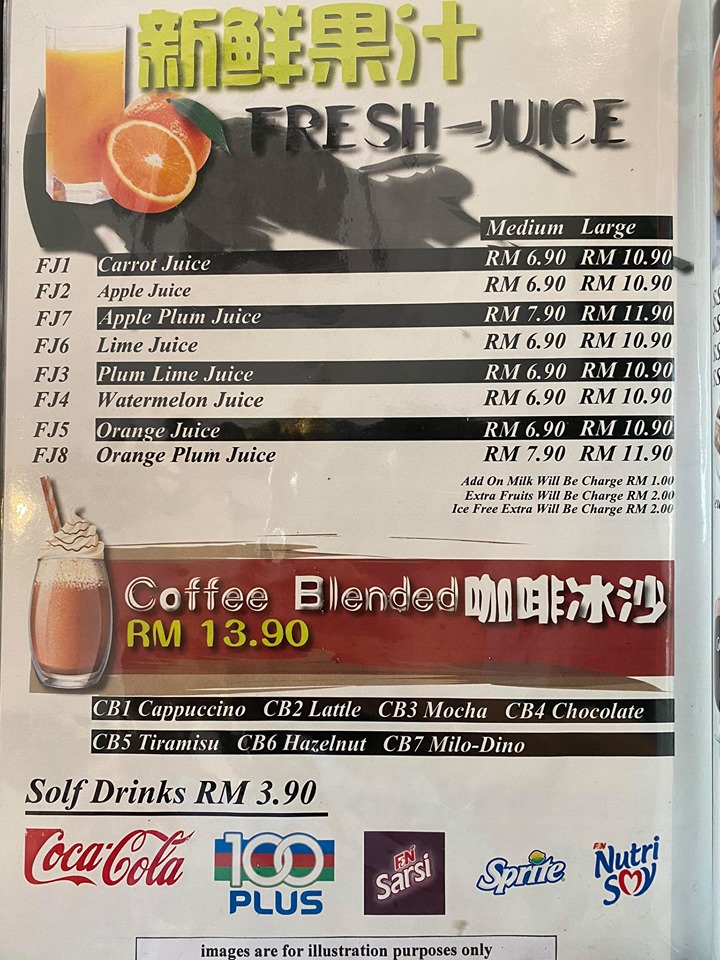 新鲜果汁
FRESH-JUICE
Medium Large
FJ1 Carrot Juice RM 6.90 RM 10.90
FJ2 Apple Juice RM 6.90 RM 10.90
FJ7 Apple Plum Juice RM 7.90 RM 11.90
FJ6 Lime Juice RM 6.90 RM 10.90
FJ3 Plum Lime Juice RM 6.90 RM 10.90
FJ4 Watermelon Juice RM 6.90 RM 10.90
FJ5 Orange Juice RM 6.90 RM 10.90
FJ8 Orange Plum Juice RM 7.90 RM 11.90
Add On Milk Will Be Charge RM 1.00
Extra Fruits Will Be Charge RM 2.00
Ice Free Extra Will Be Charge RM 2.00
Coffee Blended 咖啡冰沙
RM 13.90
CB1 Cappuccino CB2 Lattle CB3 Mocha CB4 Chocolate
CB5 Tiramisu CB6 Hazelnut CB7 Milo-Dino
Solf Drinks RM 3.90
Coca-Cola 100 PLUS F&N Sarsi Sprite F&N Nutri Soy
images are for illustration purposes only